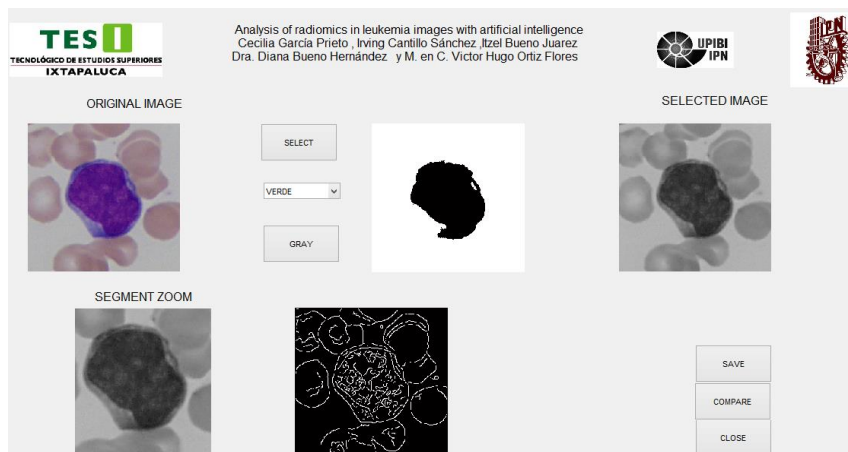 TESI
TECNOLÓGICO DE ESTUDIOS SUPERIORES
IXTAPALUCA
Analysis of radiomics in leukemia images with artificial intelligence
Cecilia García Prieto , Irving Cantillo Sánchez ,Itzel Bueno Juarez
Dra. Diana Bueno Hernández y M. en C. Victor Hugo Ortiz Flores
UPIBI
IPN
IPN
ORIGINAL IMAGE
SELECTED IMAGE
SELECT
VERDE
GRAY
SEGMENT ZOOM
SAVE
COMPARE
CLOSE